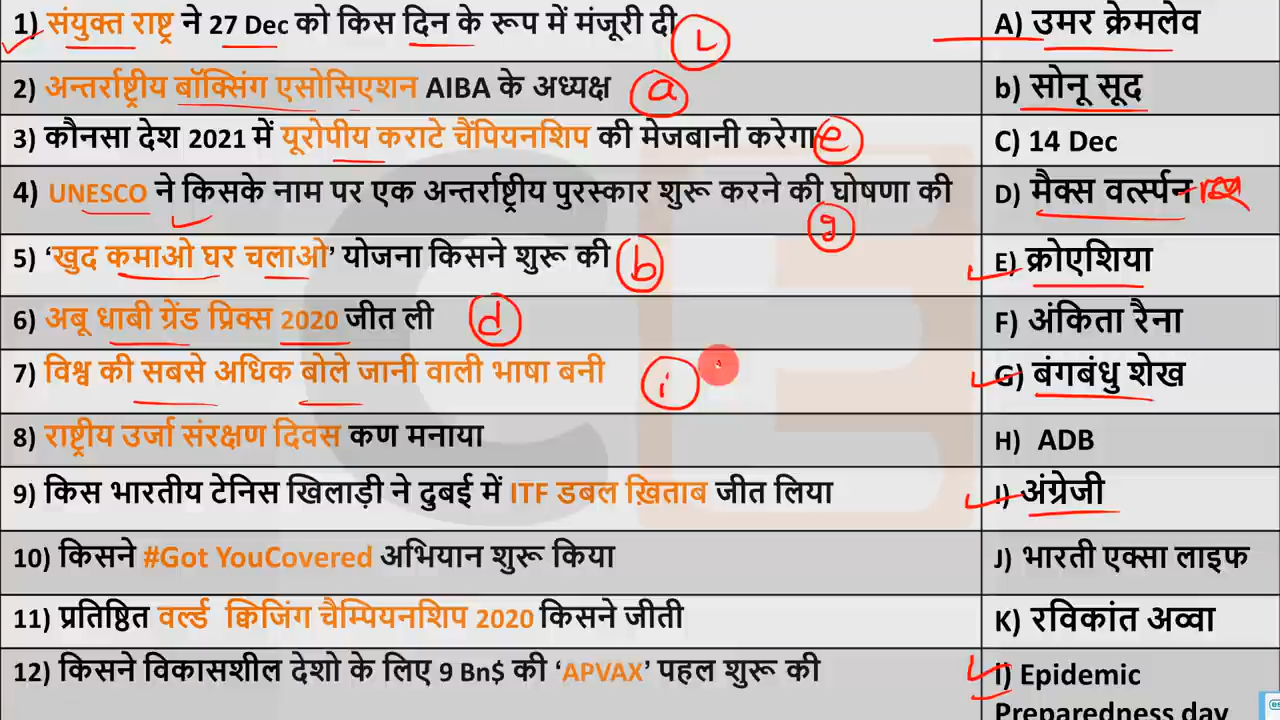 1) संयुक्त राष्ट्र ने 27 Dec को किस दिन के रूप में मंजूरी दी L
A) उमर क्रेमलेव
2) अन्तर्राष्ट्रीय बॉक्सिंग एसोसिएशन AIBA के अध्यक्ष a
b) सोनू सूद
3) कौनसा देश 2021 में यूरोपीय कराटे चैंपियनशिप की मेजबानी करेगा e
C) 14 Dec
4) UNESCO ने किसके नाम पर एक अन्तर्राष्ट्रीय पुरस्कार शुरू करने की घोषणा की g
D) मैक्स वर्त्स्पन
5) ‘खुद कमाओ घर चलाओ’ योजना किसने शुरू की b
E) क्रोएशिया
6) अबू धाबी ग्रेंड प्रिक्स 2020 जीत ली d
F) अंकिता रैना
7) विश्व की सबसे अधिक बोले जानी वाली भाषा बनी i
G) बंगबंधु शेख
8) राष्ट्रीय उर्जा संरक्षण दिवस कण मनाया
H) ADB
9) किस भारतीय टेनिस खिलाड़ी ने दुबई में ITF डबल ख़िताब जीत लिया
I) अंग्रेजी
10) किसने #Got YouCovered अभियान शुरू किया
J) भारती एक्सा लाइफ
11) प्रतिष्ठित वर्ल्ड क्विजिंग चैम्पियनशिप 2020 किसने जीती
K) रविकांत अव्वा
12) किसने विकासशील देशो के लिए 9 Bn$ की ‘APVAX’ पहल शुरू की
l) Epidemic
Preparedness day